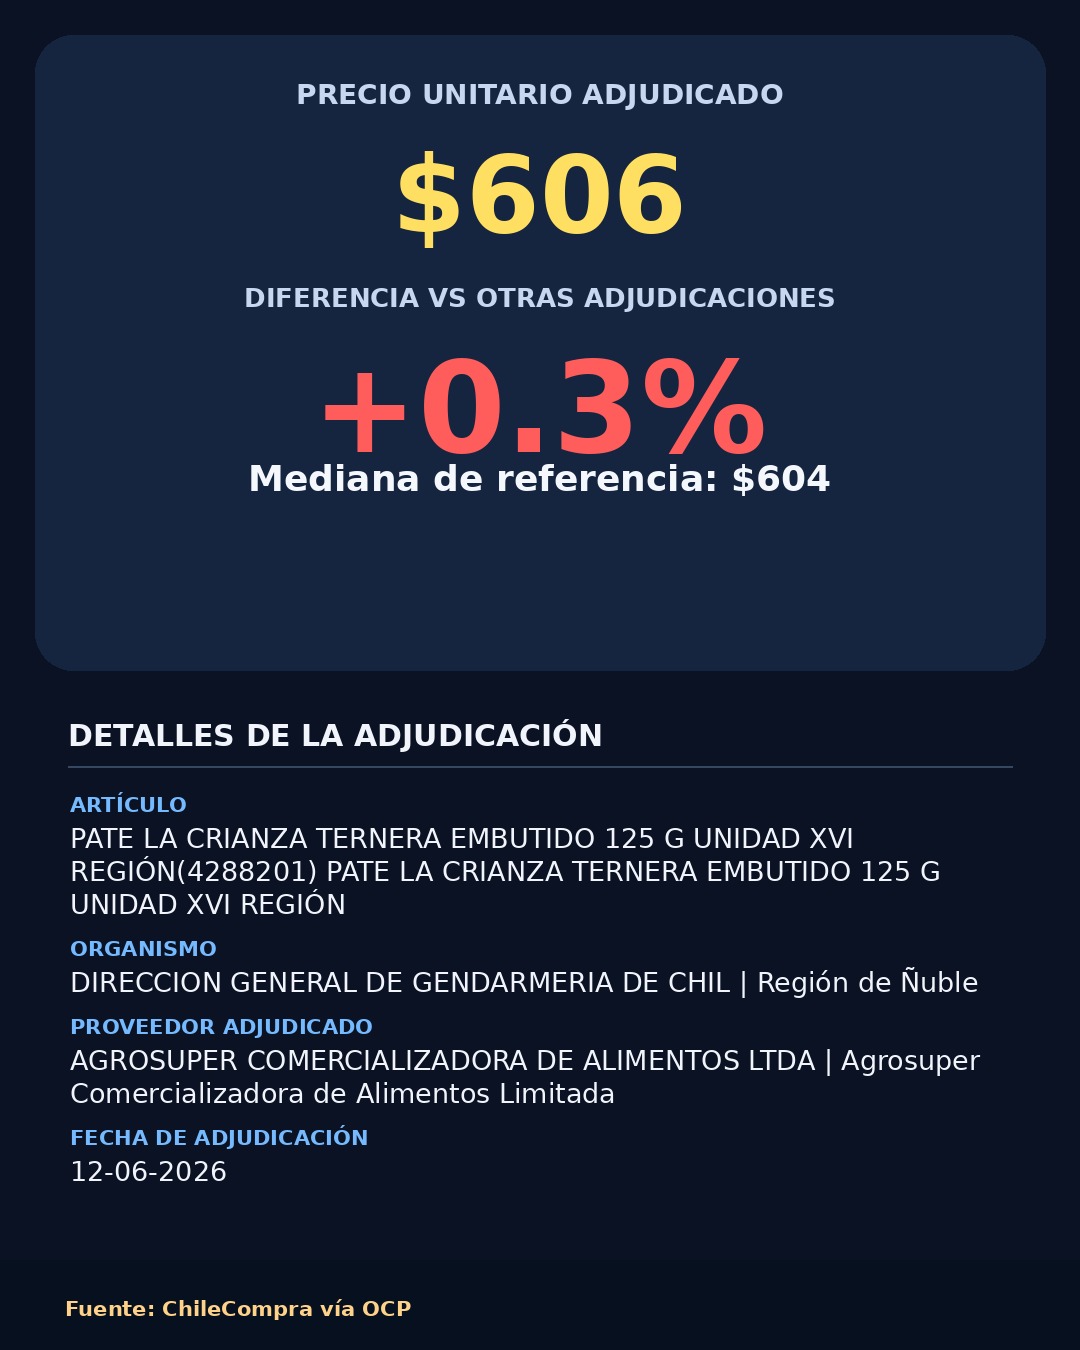 PRECIO UNITARIO ADJUDICADO
$606
DIFERENCIA VS OTRAS ADJUDICACIONES
+0.3%
Mediana de referencia: $604
DETALLES DE LA ADJUDICACIÓN
ARTÍCULO
PATE LA CRIANZA TERNERA EMBUTIDO 125 G UNIDAD XVI
REGIÓN(4288201) PATE LA CRIANZA TERNERA EMBUTIDO 125 G
UNIDAD XVI REGIÓN
ORGANISMO
DIRECCION GENERAL DE GENDARMERIA DE CHIL | Región de Ñuble
PROVEEDOR ADJUDICADO
AGROSUPER COMERCIALIZADORA DE ALIMENTOS LTDA | Agrosuper
Comercializadora de Alimentos Limitada
FECHA DE ADJUDICACIÓN
12-06-2026
Fuente: ChileCompra vía OCP